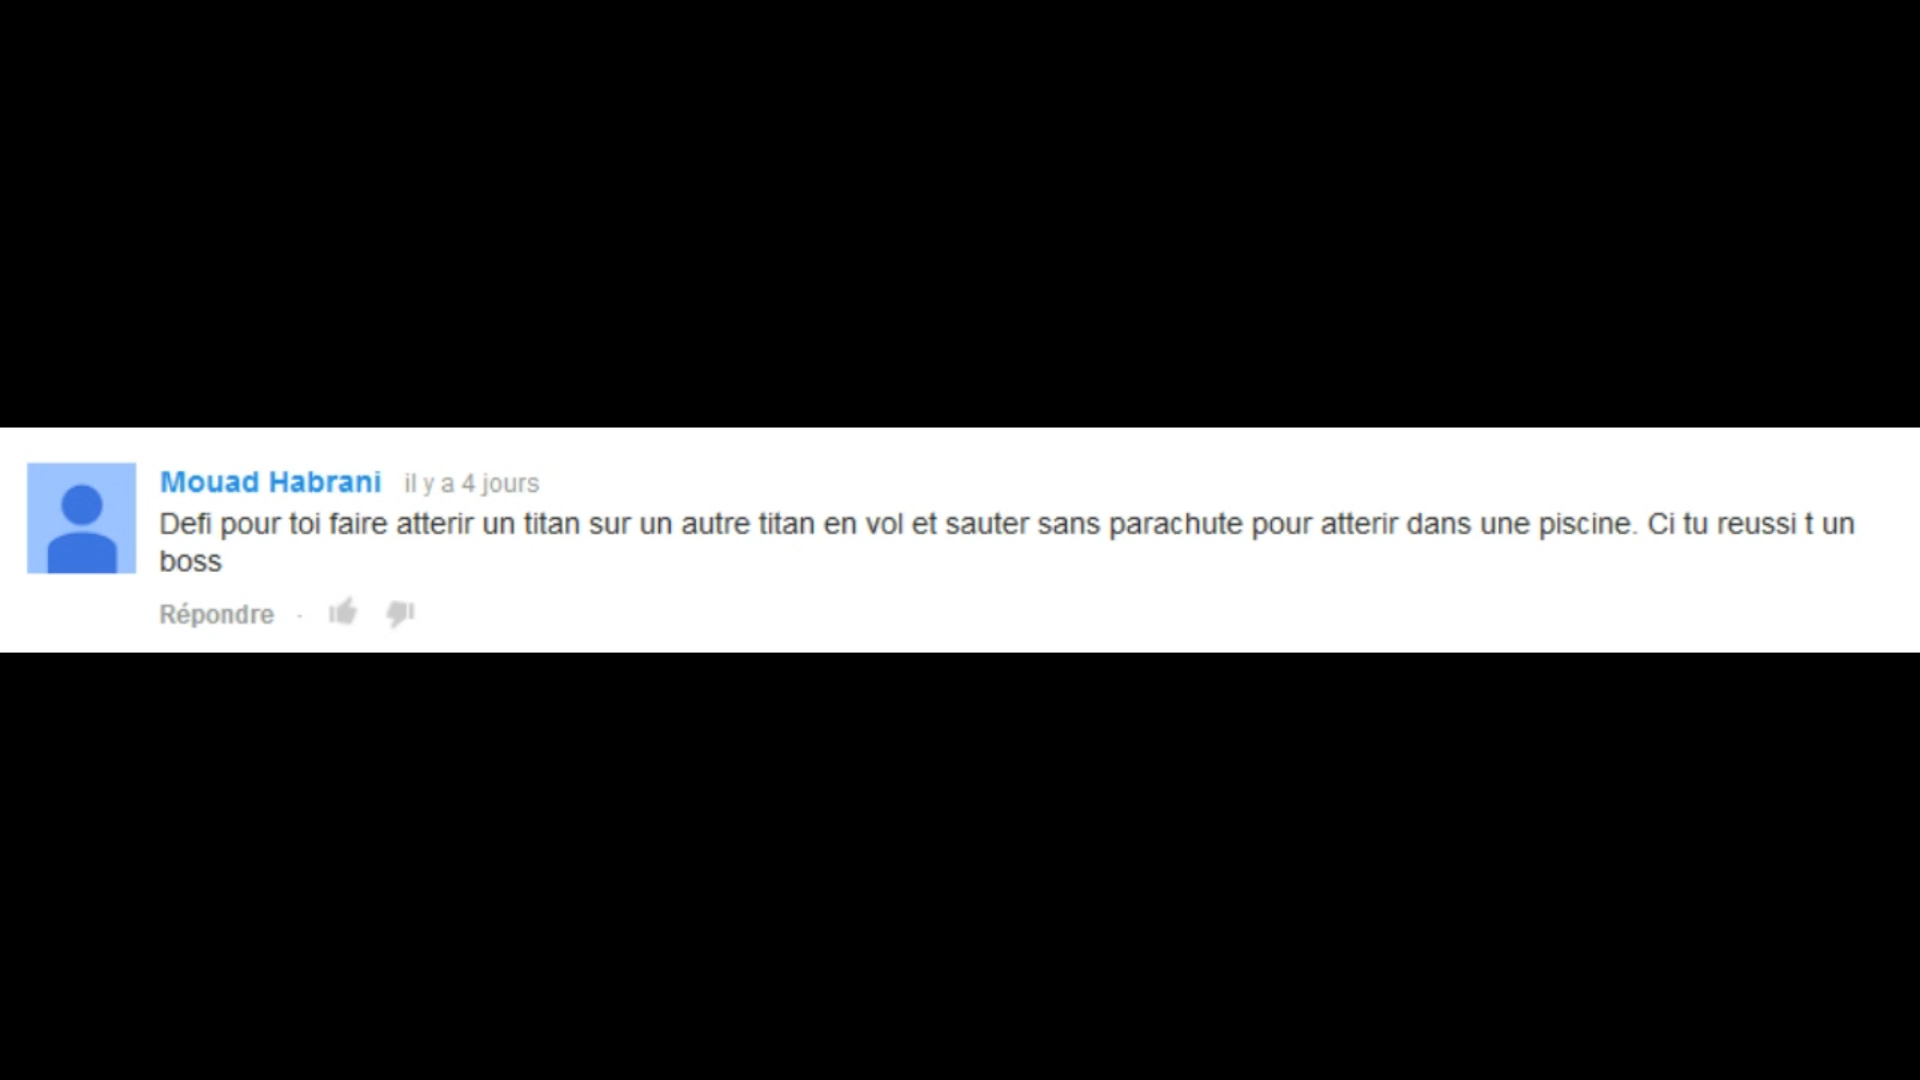 Mouad Habrani il y a 4 jours
Defi pour toi faire atterir un titan sur un autre titan en vol et sauter sans parachute pour atterir dans une piscine. Ci tu reussi t un
boss
Répondre ·